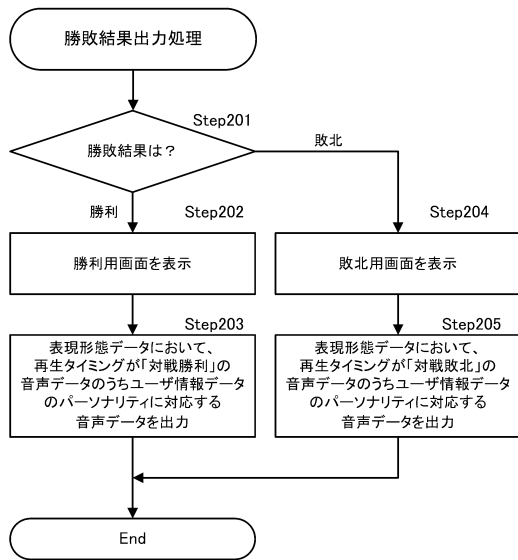 勝敗結果出力処理
Step201
勝敗結果は？
敗北
勝利
Step202
勝利用画面を表示
Step203
表現形態データにおいて、
再生タイミングが「対戦勝利」の
音声データのうちユーザ情報データ
のパーソナリティに対応する
音声データを出力
Step204
敗北用画面を表示
Step205
表現形態データにおいて、
再生タイミングが「対戦敗北」の
音声データのうちユーザ情報データ
のパーソナリティに対応する
音声データを出力
End